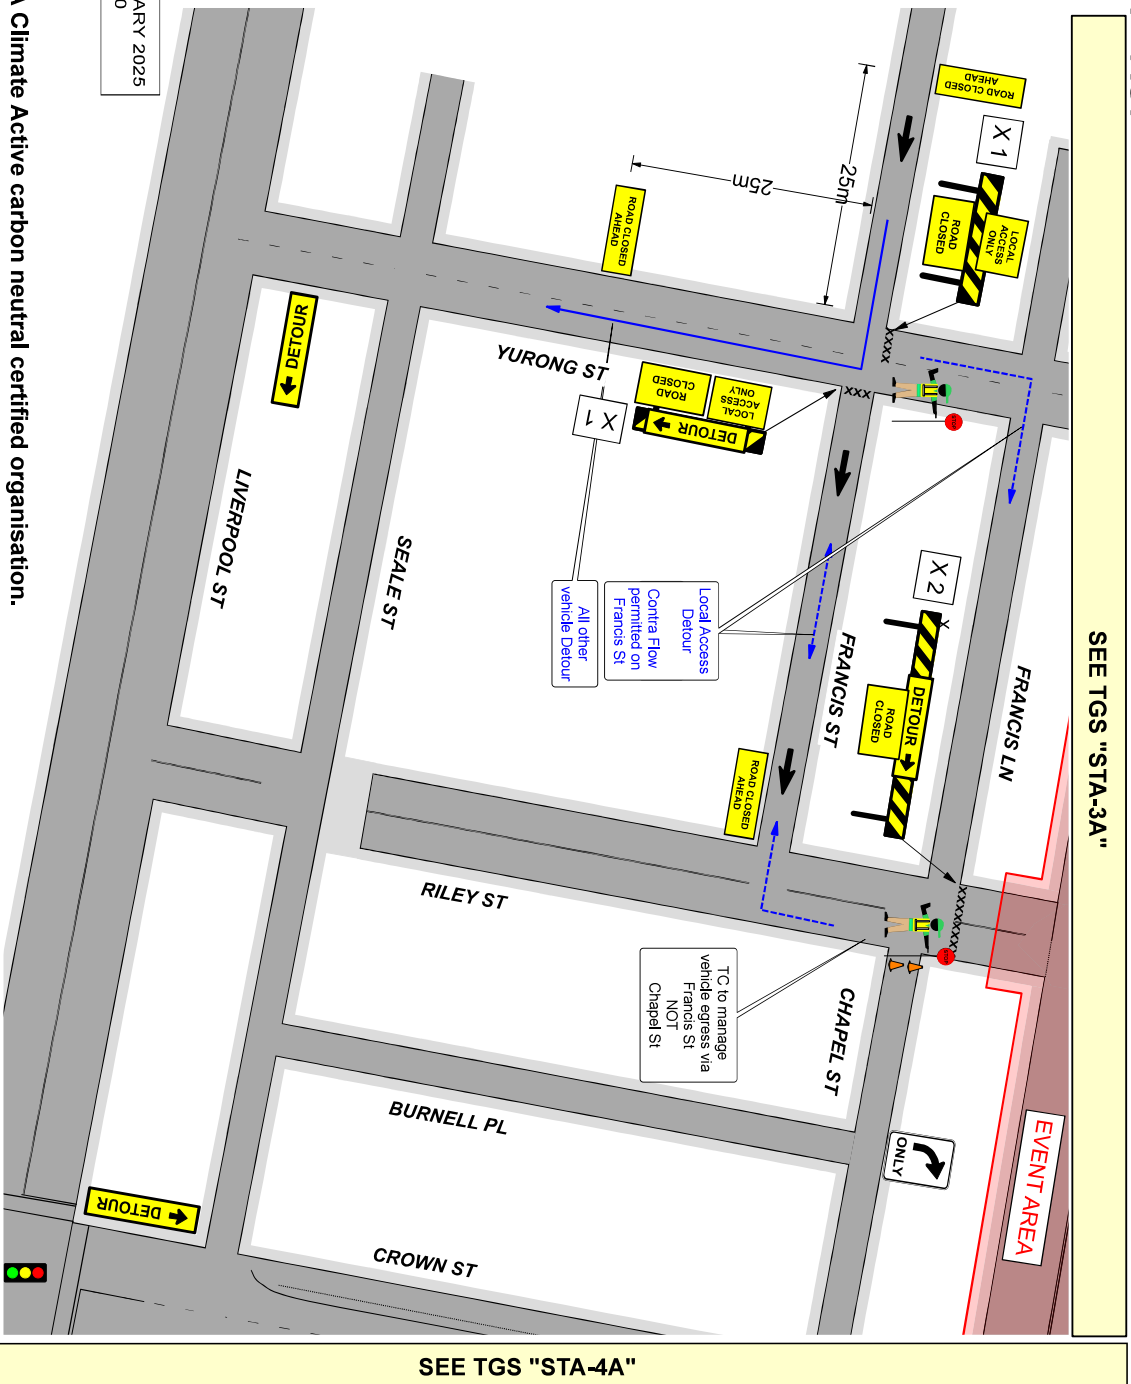 SEE TGS "STA-3A"
ROAD CLOSED
AHEAD
X 1
LOCAL
ACCESS
ONLY
ROAD
CLOSED
25m
25m
ROAD CLOSED
AHEAD
YURONG ST
X 1
ROAD
CLOSED
LOCAL
ACCESS
ONLY
DETOUR
STOP
DETOUR
LIVERPOOL ST
SEALE ST
All other
vehicle Detour
Local Access
Detour
Contra Flow
permitted on
Francis St
FRANCIS ST
FRANCIS LN
X 2
X
DETOUR
ROAD
CLOSED
ROAD CLOSED
AHEAD
RILEY ST
STOP
TC to manage
vehicle egress via
Francis St
NOT
Chapel St
CHAPEL ST
BURNELL PL
ONLY
EVENT AREA
CROWN ST
DETOUR
SEE TGS "STA-4A"
ARY 2025
0
A Climate Active carbon neutral certified organisation.